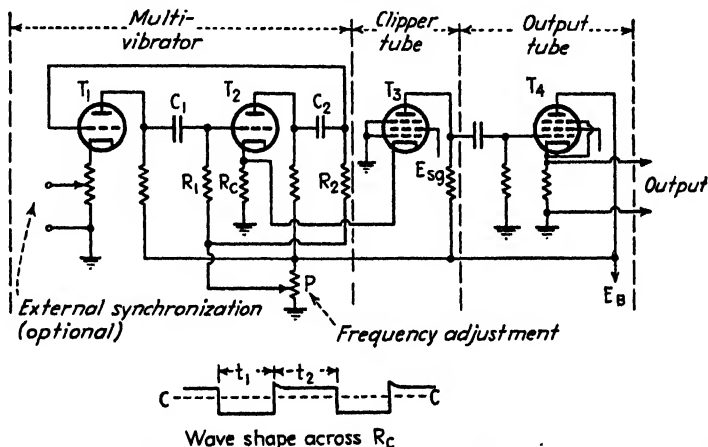 Multi-
vibrator
Clipper
tube
Output
tube
T1
C1
T2
C2
T3
T4
R1
RC
R2
Esg
Output
P
EB
External synchronization
(optional)
Frequency adjustment
t1
t2
C
C
Wave shape across RC